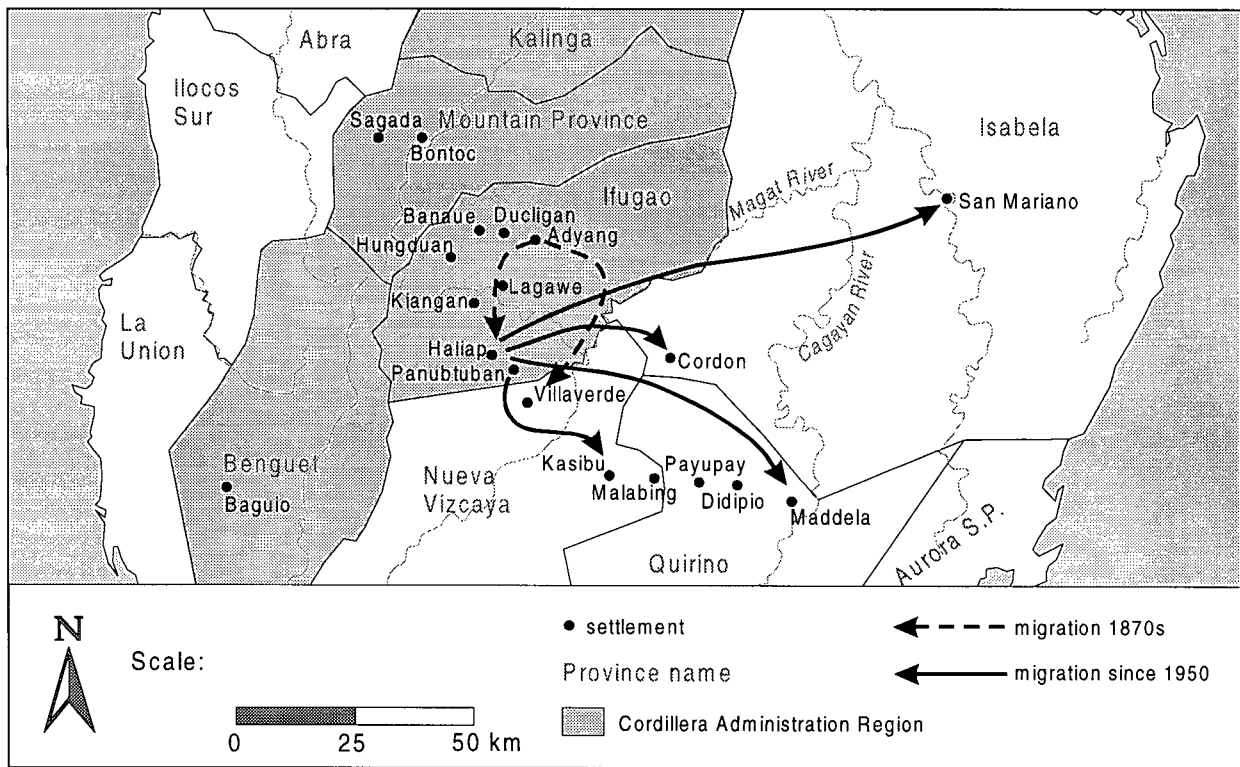 Abra
Kalinga
Ilocos
Sur
Sagada
Mountain Province
Bontoc
Isabela
Ifugao
Magat River
San Mariano
Banaue
Ducligan
Adyang
Hungduan
Lagawe
Kiangan
Cagayan River
La
Union
Haliap
Cordon
Panubtuban
Villaverde
Benguet
Baguio
Nueva
Vizcaya
Kasibu
Payupay
Malabing
Didipio
Maddela
Quirino
Aurora S.P.
N
Scale:
0 25 50 km
settlement
Province name
Cordillera Administration Region
migration 1870s
migration since 1950